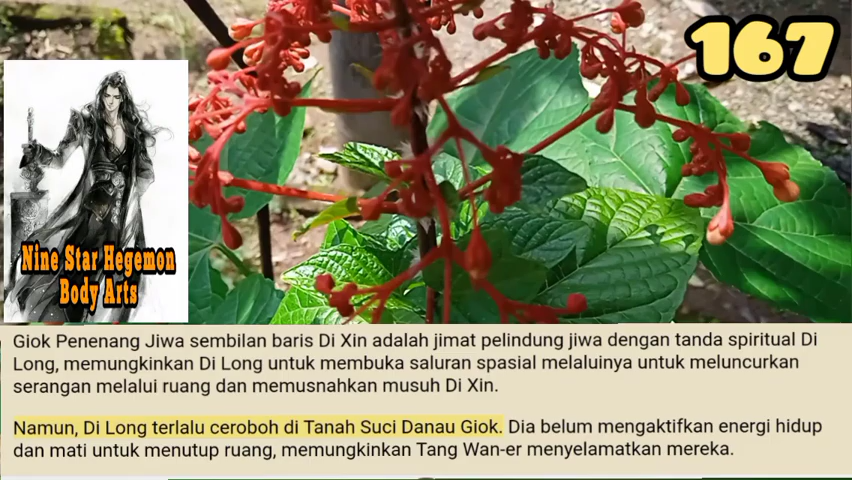 167
Nine Star Hegemon
Body Arts
Giok Penenang Jiwa sembilan baris Di Xin adalah jimat pelindung jiwa dengan tanda spiritual Di
Long, memungkinkan Di Long untuk membuka saluran spasial melaluinya untuk meluncurkan
serangan melalui ruang dan memusnahkan musuh Di Xin.
Namun, Di Long terlalu ceroboh di Tanah Suci Danau Giok. Dia belum mengaktifkan energi hidup
dan mati untuk menutup ruang, memungkinkan Tang Wan-er menyelamatkan mereka.